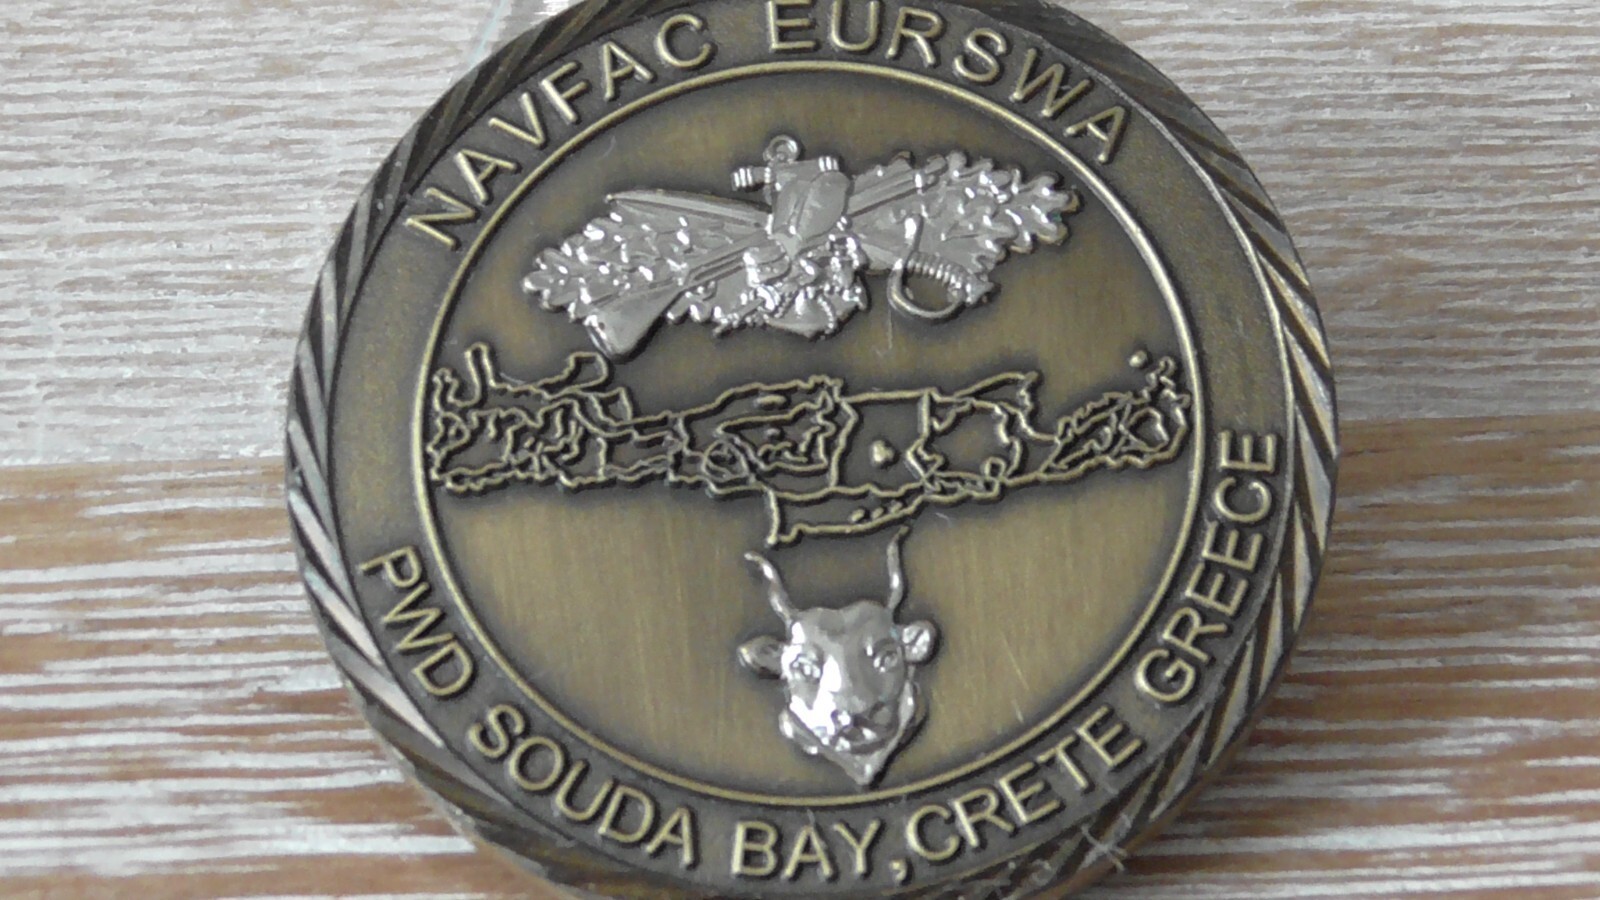 NAVFAC EURSWA
PWD SOUDA BAY, CRETE GREECE